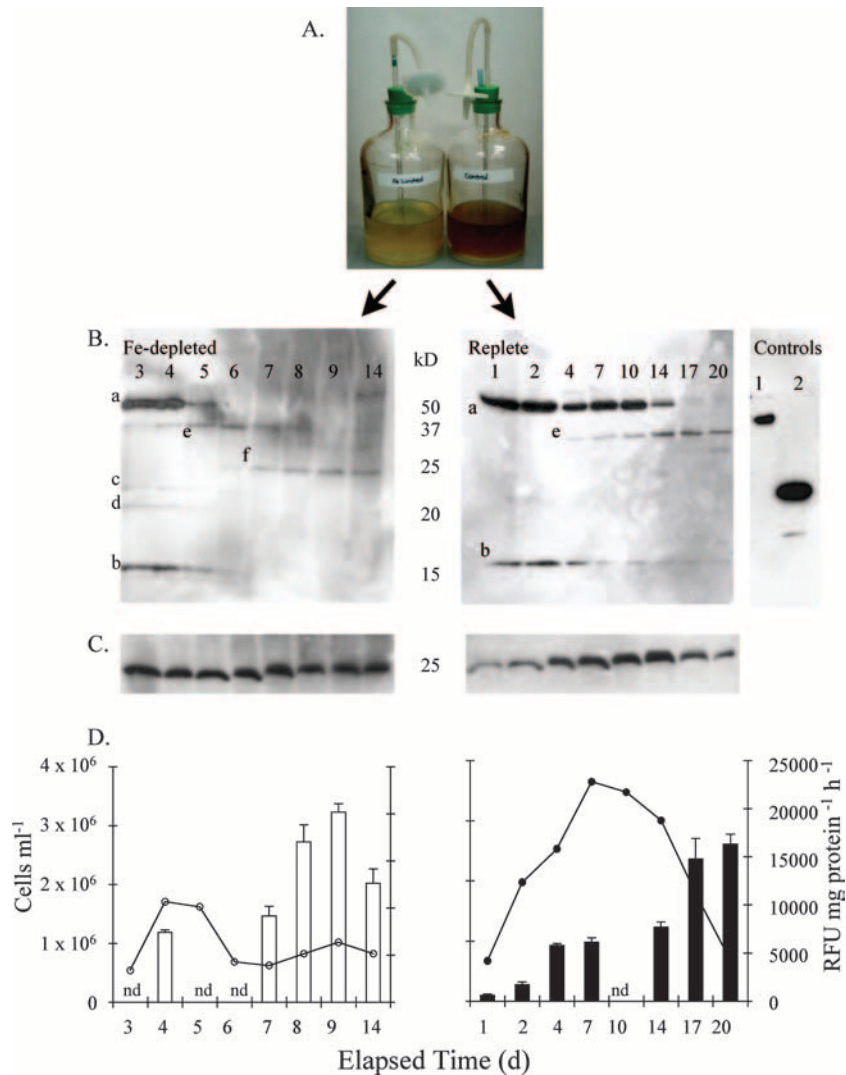 A.
Fe Limited
Control
B.
Fe-depleted
3 4 5 6 7 8 9 14
kD
Replete
1 2 4 7 10 14 17 20
Controls
1 2
a
e
f
c
d
b
50
37
25
20
15
a
e
b
C.
25
D.
4 x 10⁶
3 x 10⁶
2 x 10⁶
1 x 10⁶
0
Cells ml⁻¹
nd
nd
nd
3 4 5 6 7 8 9 14
nd
1 2 4 7 10 14 17 20
25000
20000
15000
10000
5000
0
RFU mg protein⁻¹ h⁻¹
Elapsed Time (d)